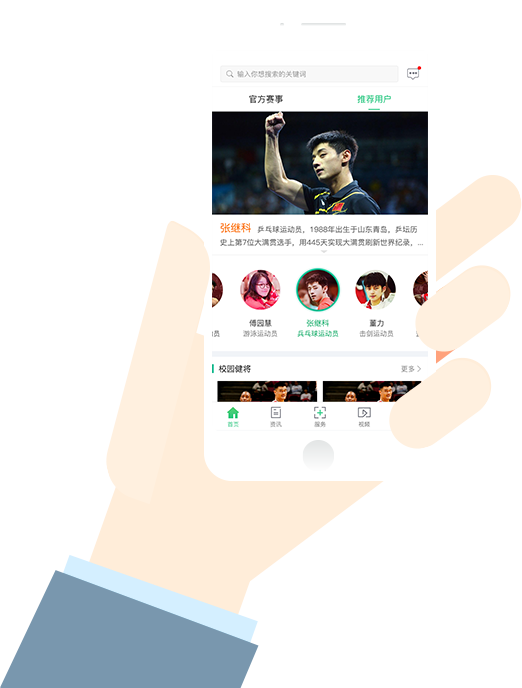 输入你想搜索的关键词
官方赛事
推荐用户
张继科 乒乓球运动员，1988年出生于山东青岛，乒坛历
史上第7位大满贯选手，用445天实现大满贯刷新世界纪录，...
傅园慧
张继科
董力
动员
游泳运动员
乒乓球运动员
击剑运动员
校园健将
更多
首页
资讯
服务
视频